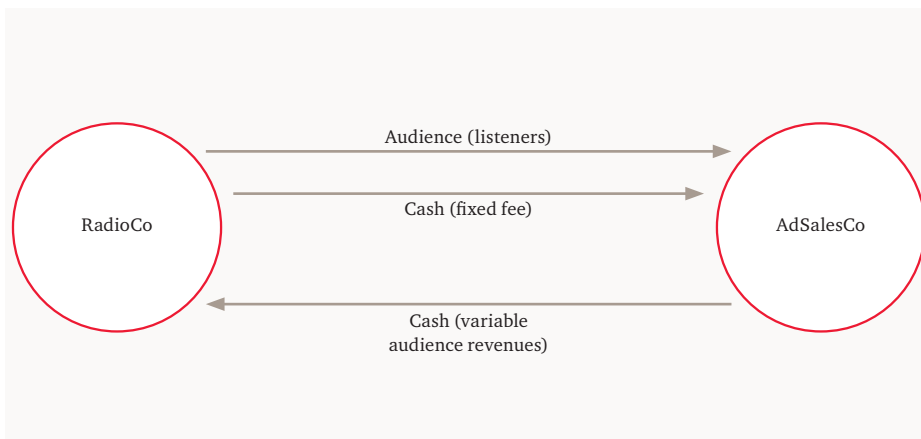 Audience (listeners)
Cash (fixed fee)
RadioCo
AdSalesCo
Cash (variable
audience revenues)